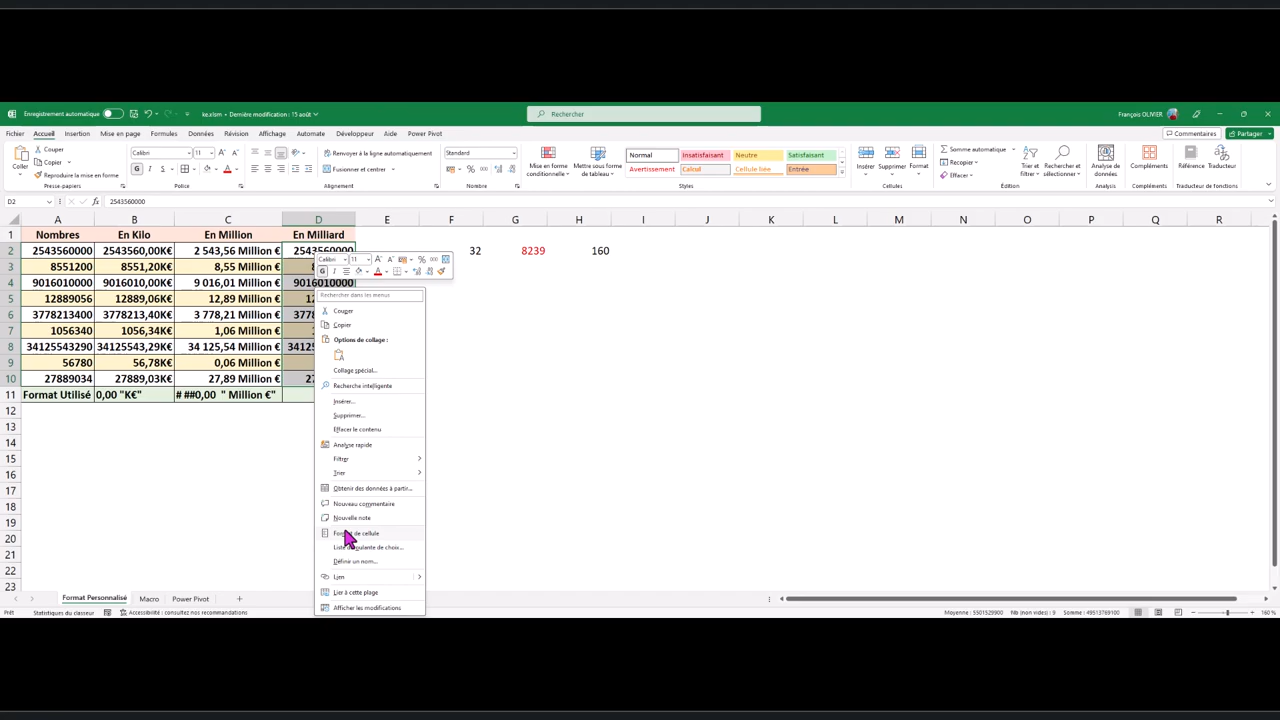 Enregistrement automatique
ke.xlsm • Dernière modification : 15 août
Rechercher
François OLIVIER
Fichier Accueil Insertion Mise en page Formules Données Révision Affichage Automate Développeur Aide Power Pivot
Commentaires Partager
Coller
Couper
Copier
Reproduire la mise en forme
Presse-papiers
Calibri 11
Police
Renvoyer à la ligne automatiquement
Fusionner et centrer
Alignement
Standard
Nombre
Mise en forme conditionnelle
Mettre sous forme de tableau
Normal Insatisfaisant Neutre Satisfaisant
Avertissement Calcul Cellule liée Entrée
Styles
Insérer Supprimer Format
Cellules
Somme automatique
Recopier
Effacer
Trier et filtrer
Rechercher et sélectionner
Édition
Analyse de données
Analyse
Compléments
Compléments
Référence Traducteur
Traducteur de fonctions
D2 2543560000
A B C D E F G H I J K L M N O P Q R
1 Nombres En Kilo En Million En Milliard
2 2543560000 2543560,00K€ 2 543,56 Million € 2543560000 32 8239 160
3 8551200 8551,20K€ 8,55 Million €
4 9016010000 9016010,00K€ 9 016,01 Million € 9016010000
5 12889056 12889,06K€ 12,89 Million €
6 3778213400 3778213,40K€ 3 778,21 Million €
7 1056340 1056,34K€ 1,06 Million €
8 34125543290 34125543,29K€ 34 125,54 Million €
9 56780 56,78K€ 0,06 Million €
10 27889034 27889,03K€ 27,89 Million €
11 Format Utilisé 0,00 "K€" # ##0,00 " Million €"
12
13
14
15
16
17
18
19
20
21
22
23
Calibri 11
Rechercher dans les menus
Couper
Copier
Options de collage :
Collage spécial...
Recherche intelligente
Insérer...
Supprimer...
Effacer le contenu
Analyse rapide
Filtrer
Trier
Obtenir des données à partir...
Nouveau commentaire
Nouvelle note
de cellule
de choix...
Définir un nom...
Lien
Lier à cette plage
Afficher les modifications
Format Personnalisé Macro Power Pivot
Prêt Statistiques du classeur Accessibilité : consultez nos recommandations
Moyenne : 5501529900 Nb (non vides) : 9 Somme : 49513769100 160 %